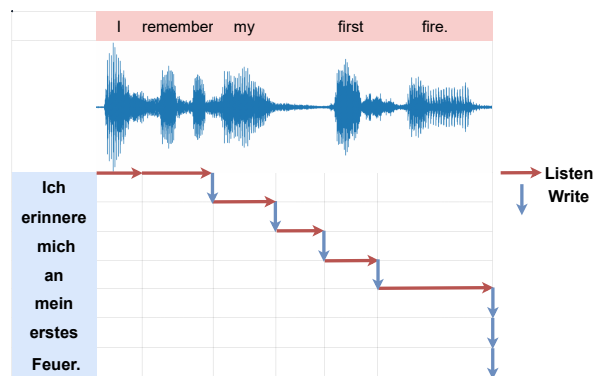 I remember my first fire.
Listen
Write
Ich
erinnere
mich
an
mein
erstes
Feuer.